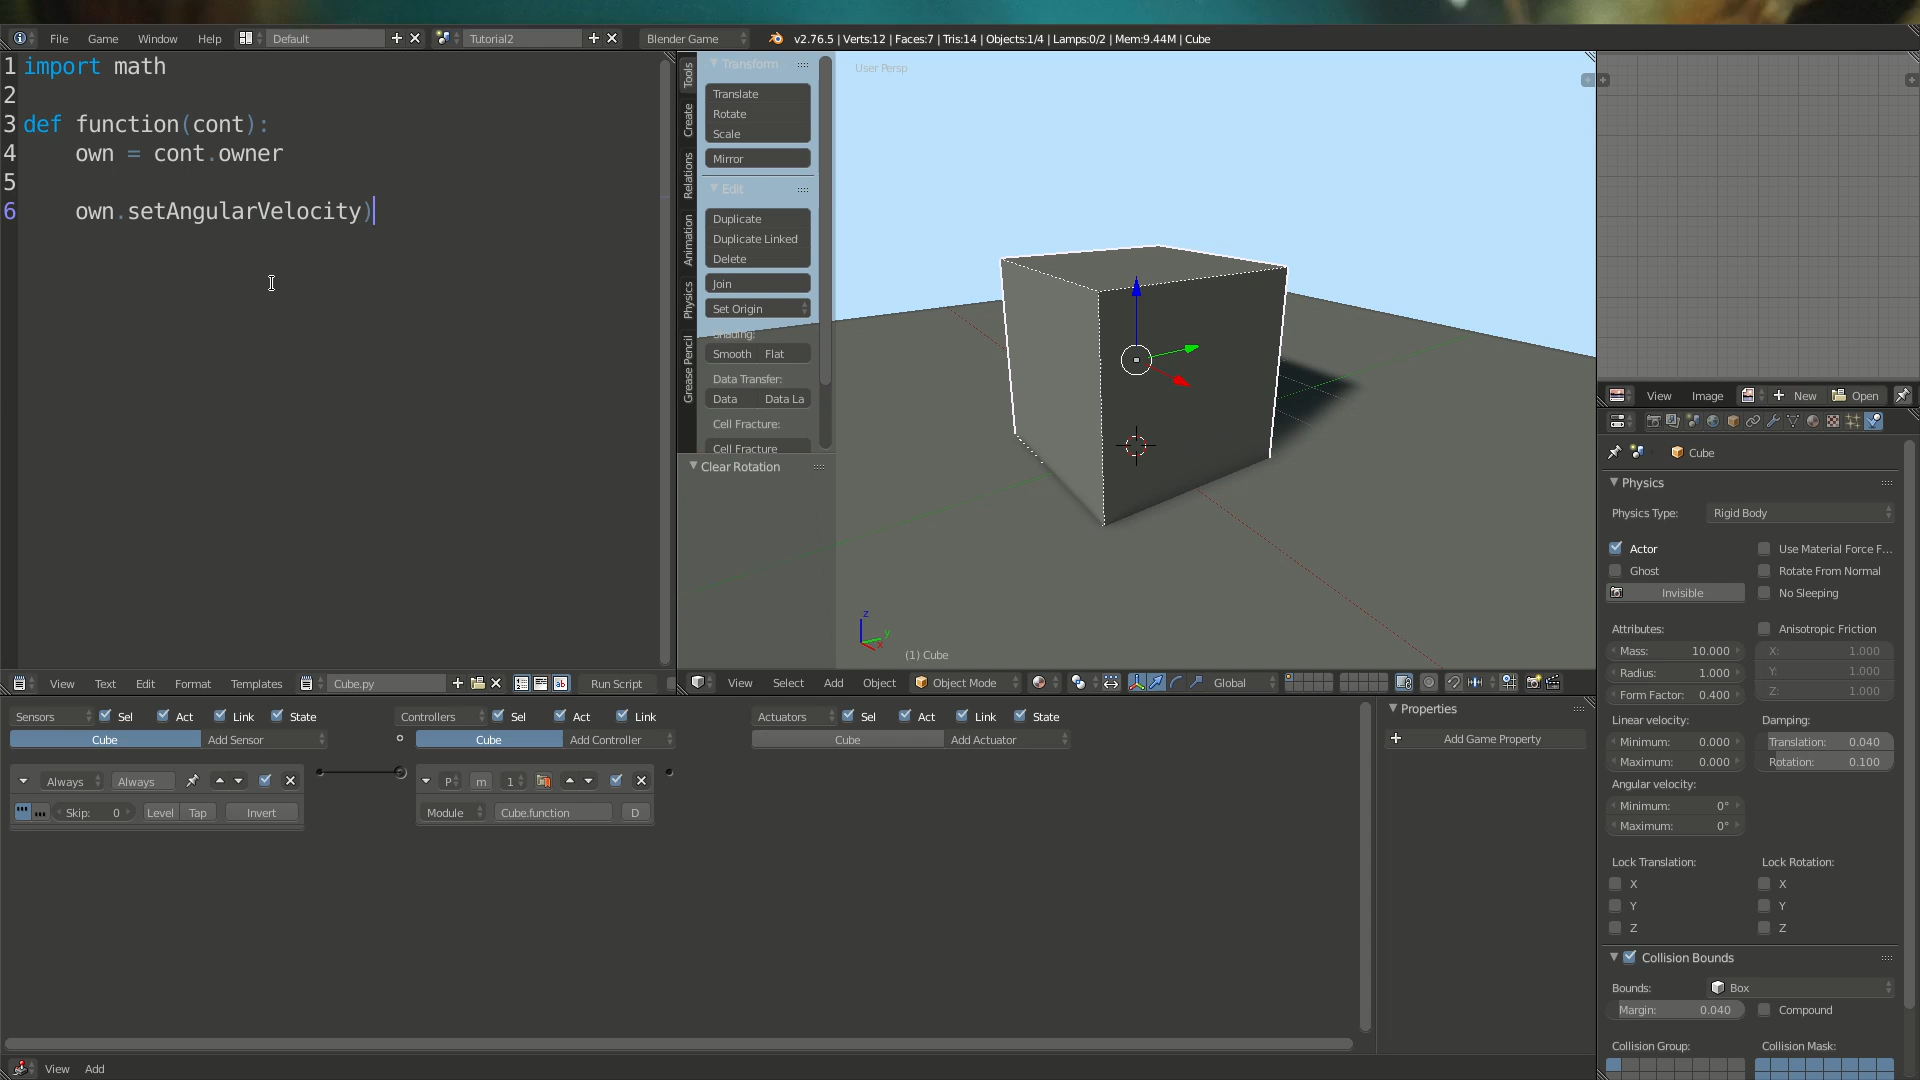 File Game Window Help Default Tutorial2 Blender Game v2.76.5 | Verts:12 | Faces:7 | Tris:14 | Objects:1/4 | Lamps:0/2 | Mem:9.44M | Cube
1 import math
2
3 def function(cont):
4 own = cont.owner
5
6 own.setAngularVelocity)
View Text Edit Format Templates Cube.py Run Script
Tools
Create
Relations
Animation
Physics
Grease Pencil
Transform
Translate
Rotate
Scale
Mirror
Edit
Duplicate
Duplicate Linked
Delete
Join
Set Origin
Shading:
Smooth Flat
Data Transfer:
Data Data La
Cell Fracture:
Cell Fracture
Clear Rotation
User Persp
z
y
x
(1) Cube
View Select Add Object Object Mode Global
View Image New Open
Cube
Physics
Physics Type: Rigid Body
Actor Use Material Force F...
Ghost Rotate From Normal
Invisible No Sleeping
Attributes: Anisotropic Friction
Mass: 10.000 X: 1.000
Radius: 1.000 Y: 1.000
Form Factor: 0.400 Z: 1.000
Linear velocity: Damping:
Minimum: 0.000 Translation: 0.040
Maximum: 0.000 Rotation: 0.100
Angular velocity:
Minimum: 0°
Maximum: 0°
Lock Translation: Lock Rotation:
X X
Y Y
Z Z
Collision Bounds
Bounds: Box
Margin: 0.040 Compound
Collision Group: Collision Mask:
Sensors Sel Act Link State Controllers Sel Act Link Actuators Sel Act Link State
Cube Add Sensor Cube Add Controller Cube Add Actuator
Always Always P m 1
Skip: 0 Level Tap Invert Module Cube.function D
Properties
Add Game Property
View Add